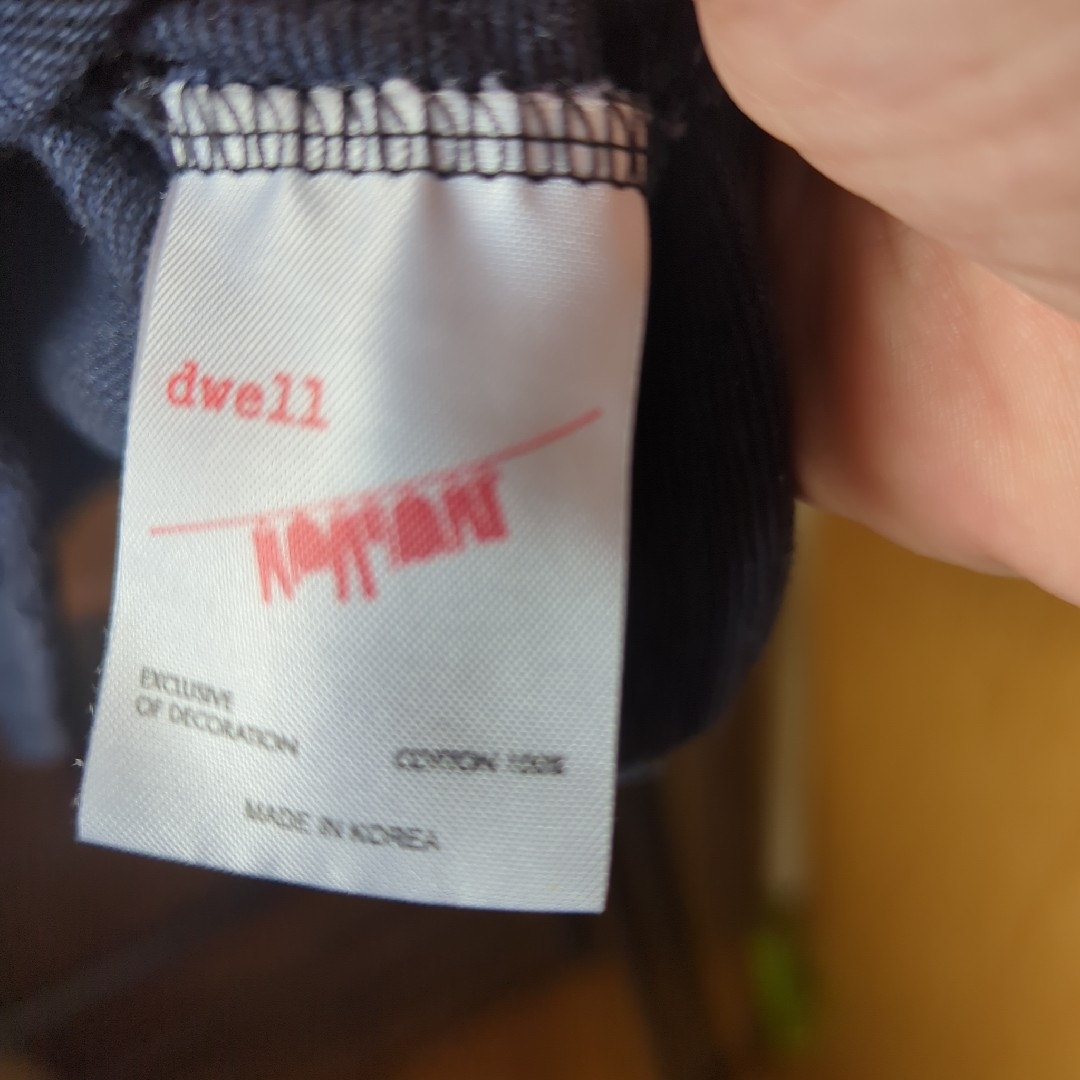 dwell
EXCLUSIVE
OF DECORATION
COTTON 100%
MADE IN KOREA